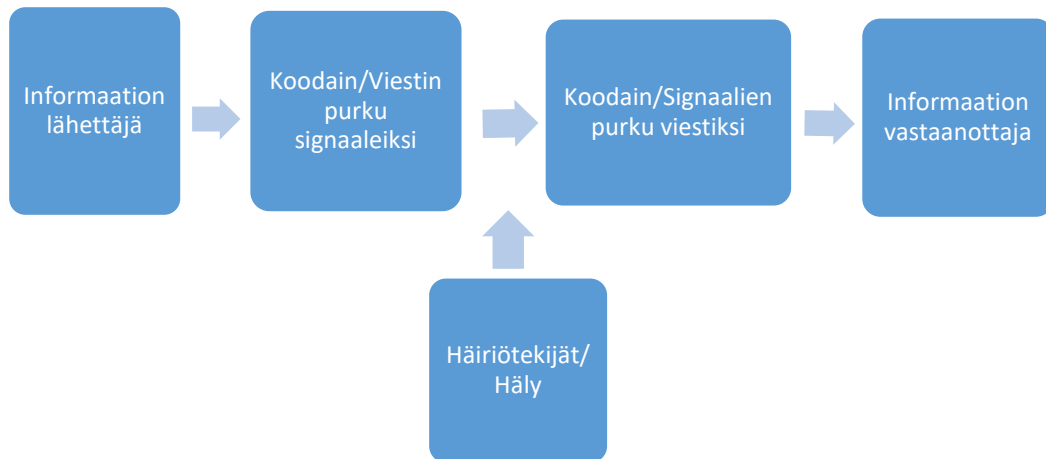 Informaation
lähettäjä
Koodain/Viestin
purku
signaaleiksi
Koodain/Signaalien
purku viestiksi
Informaation
vastaanottaja
Häiriötekijät/
Häly